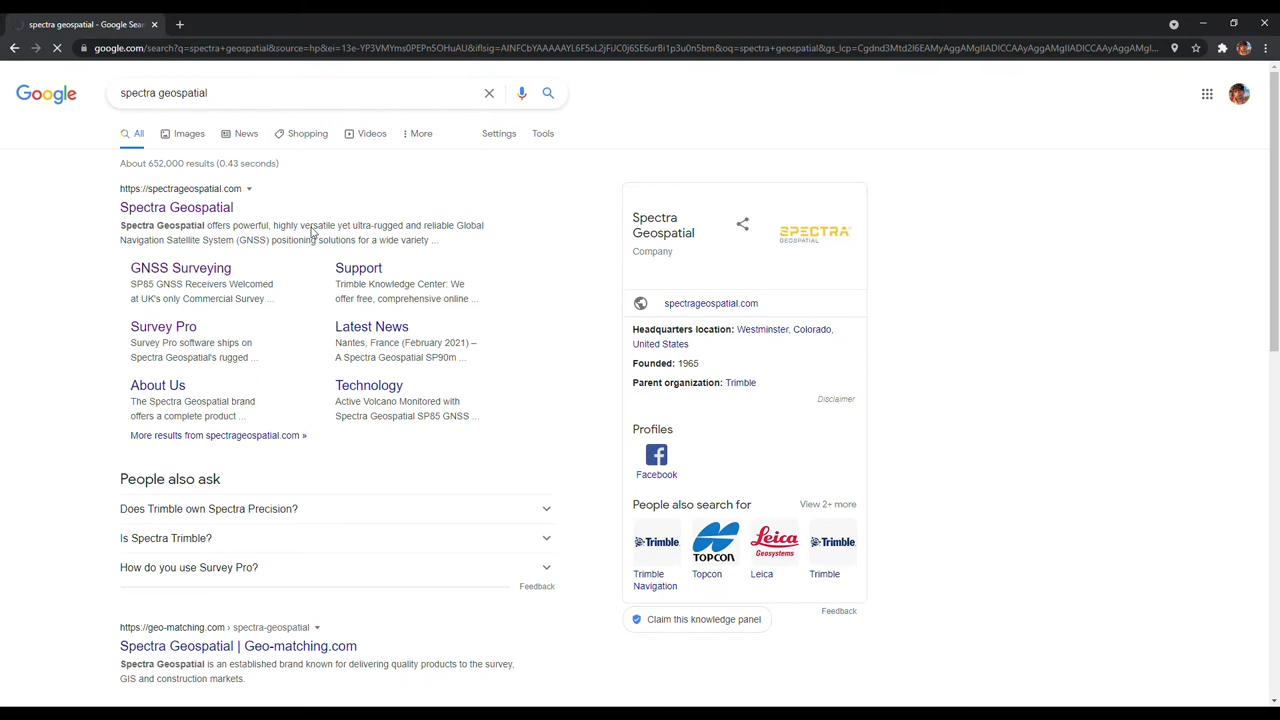 spectra geospatial - Google Sear
google.com/search?q=spectra+geospatial&source=hp&ei=
Google
spectra geospatial
All Images News Shopping Videos More Settings Tools
About 652,000 results (0.43 seconds)
https://spectrageospatial.com
Spectra Geospatial
Spectra Geospatial offers powerful, highly versatile yet ultra-rugged and reliable Global
Navigation Satellite System (GNSS) positioning solutions for a wide variety ...
GNSS Surveying
SP85 GNSS Receivers Welcomed
at UK's only Commercial Survey ...
Support
Trimble Knowledge Center: We
offer free, comprehensive online ...
Survey Pro
Survey Pro software ships on
Spectra Geospatial's rugged ...
Latest News
Nantes, France (February 2021) –
A Spectra Geospatial SP90m ...
About Us
The Spectra Geospatial brand
offers a complete product ...
Technology
Active Volcano Monitored with
Spectra Geospatial SP85 GNSS ...
More results from spectrageospatial.com »
People also ask
Does Trimble own Spectra Precision?
Is Spectra Trimble?
How do you use Survey Pro?
Feedback
https://geo-matching.com › spectra-geospatial
Spectra Geospatial | Geo-matching.com
Spectra Geospatial is an established brand known for delivering quality products to the survey,
GIS and construction markets.
Spectra
Geospatial
Company
SPECTRA
GEOSPATIAL
spectrageospatial.com
Headquarters location: Westminster, Colorado,
United States
Founded: 1965
Parent organization: Trimble
Disclaimer
Profiles
Facebook
People also search for View 2+ more
Trimble TOPCON Leica Geosystems Trimble
Trimble
Navigation
Topcon
Leica
Trimble
Feedback
Claim this knowledge panel